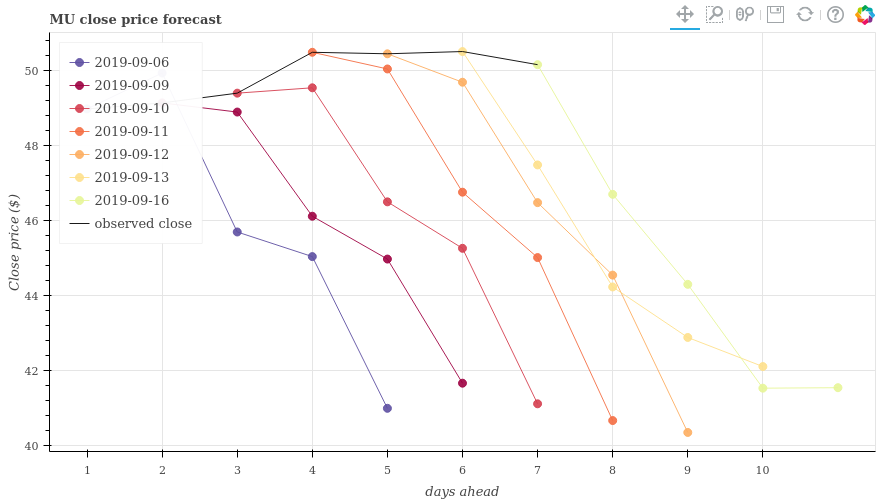 MU close price forecast
2019-09-06
2019-09-09
2019-09-10
2019-09-11
2019-09-12
2019-09-13
2019-09-16
observed close
Close price ($)
50
48
46
44
42
40
1 2 3 4 5 6 7 8 9 10
days ahead